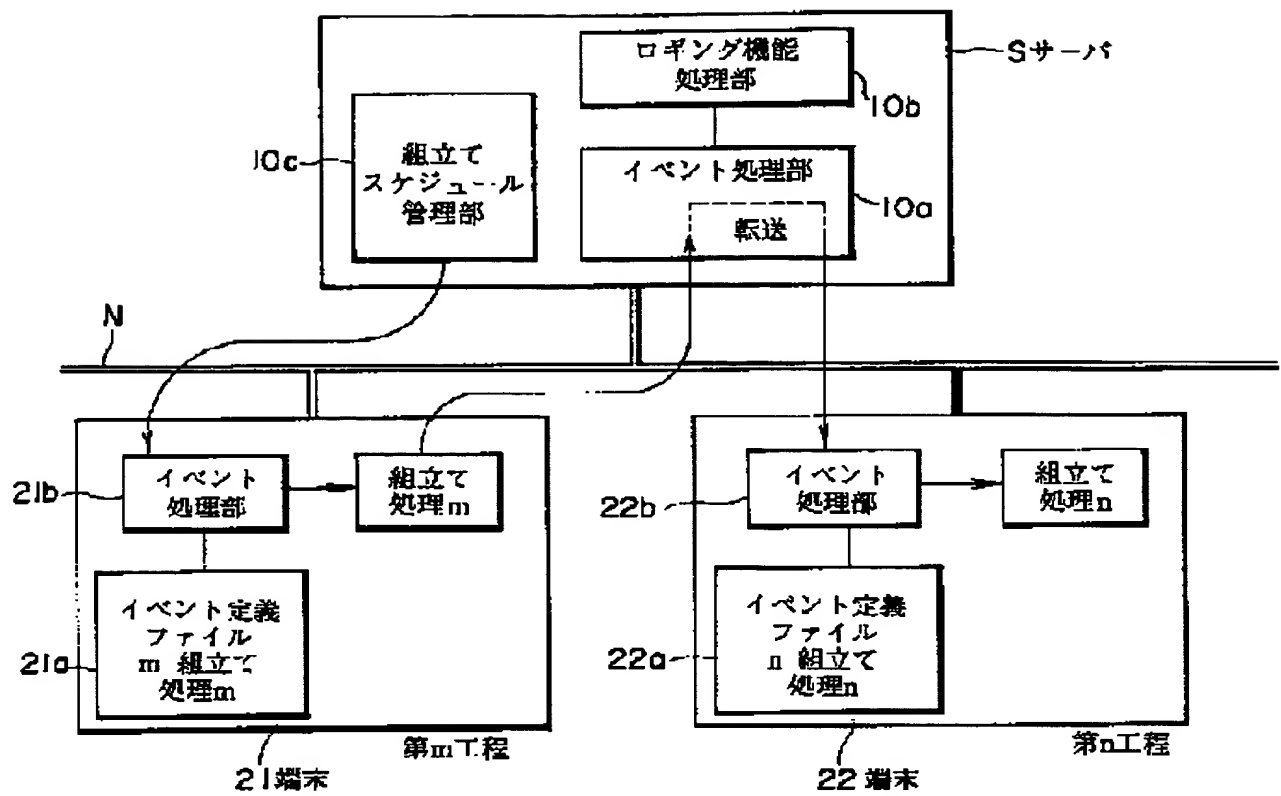 ロギング機能
処理部
Sサーバ
10b
10c
組立て
スケジュール
管理部
イベント処理部
転送
10a
N
21b
イベント
処理部
組立て
処理m
22b
イベント
処理部
組立て
処理n
21a
イベント定義
ファイル
m 組立て
処理m
22a
イベント定義
ファイル
n 組立て
処理n
第m工程
21端末
第n工程
22 端末